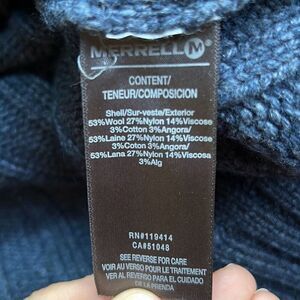 MERRELL M
CONTENT/
TENEUR/COMPOSICION
Shell/Sur-veste/Exterior
53%Wool 27%Nylon 14%Viscose
3%Cotton 3%Angora/
53%Laine 27%Nylon 14%Viscose
3%Coton 3%Angora/
53%Lana 27%Nylon 14%Viscosa
3%Alg
RN#119414
CA#51048
SEE REVERSE FOR CARE
VOIR AU VERSO POUR LE TRAITEMENT
VER AL REVERSO PARA EL CUIDADO
DE LA PRENDA